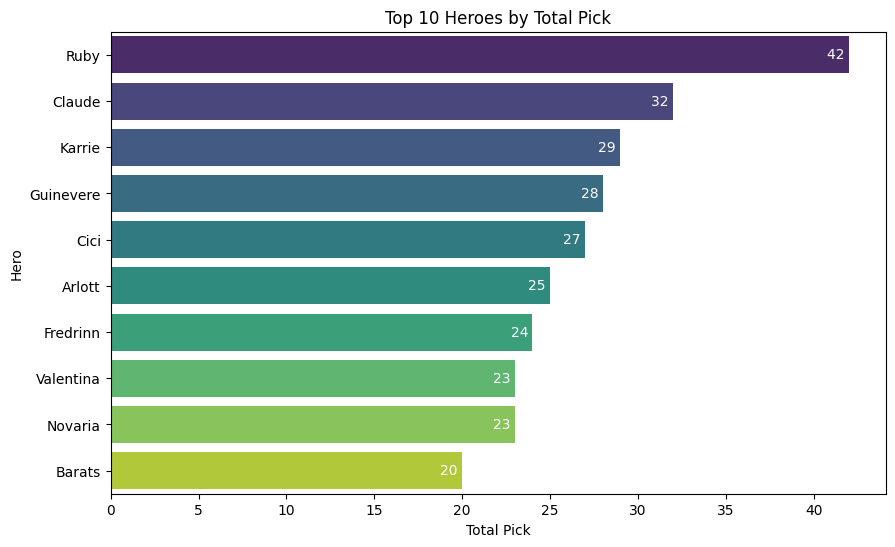 Top 10 Heroes by Total Pick
Ruby 42
Claude 32
Karrie 29
Guinevere 28
Cici 27
Arlott 25
Fredrinn 24
Valentina 23
Novaria 23
Barats 20
Hero
0 5 10 15 20 25 30 35 40
Total Pick